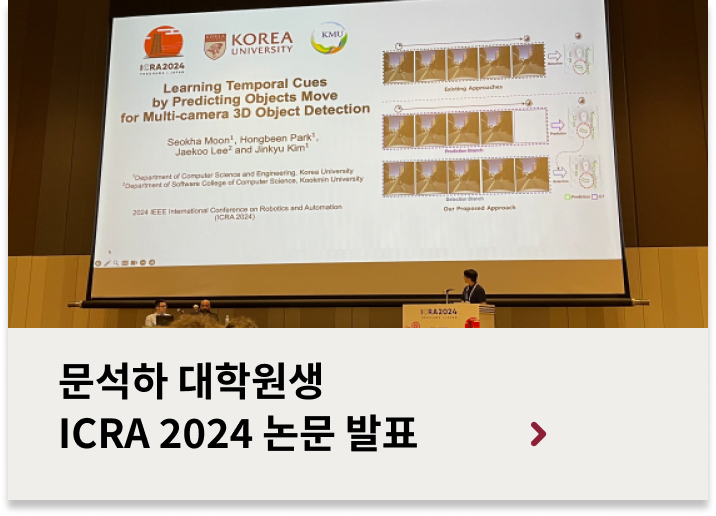 ICRA2024
KOREA
UNIVERSITY
KMU
Learning Temporal Cues
by Predicting Objects Move
for Multi-camera 3D Object Detection
Seokha Moon¹, Hongbeen Park¹,
Jaekoo Lee² and Jinkyu Kim¹
¹Department of Computer Science and Engineering, Korea University
²Department of Software College of Computer Science, Kookmin University
2024 IEEE International Conference on Robotics and Automation
(ICRA 2024)
Existing Approaches
Prediction Branch
Detection Branch
Our Proposed Approach
Prediction
GT
ICRA2024
문석하 대학원생
ICRA 2024 논문 발표